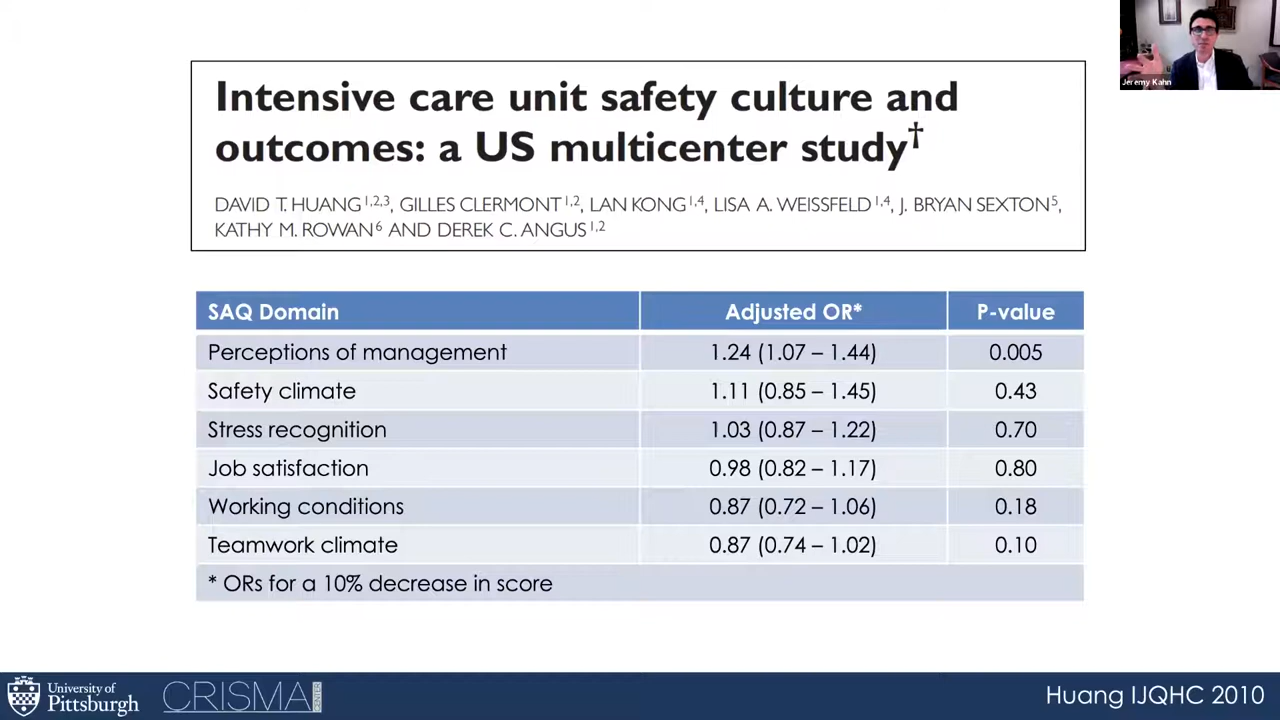 Jeremy Kahn
Intensive care unit safety culture and
outcomes: a US multicenter study†
DAVID T. HUANG1,2,3, GILLES CLERMONT1,2, LAN KONG1,4, LISA A. WEISSFELD1,4, J. BRYAN SEXTON5,
KATHY M. ROWAN6 AND DEREK C. ANGUS1,2
SAQ Domain Adjusted OR* P-value
Perceptions of management 1.24 (1.07 – 1.44) 0.005
Safety climate 1.11 (0.85 – 1.45) 0.43
Stress recognition 1.03 (0.87 – 1.22) 0.70
Job satisfaction 0.98 (0.82 – 1.17) 0.80
Working conditions 0.87 (0.72 – 1.06) 0.18
Teamwork climate 0.87 (0.74 – 1.02) 0.10
* ORs for a 10% decrease in score
University of
Pittsburgh
CRISMA CENTER
Huang IJQHC 2010